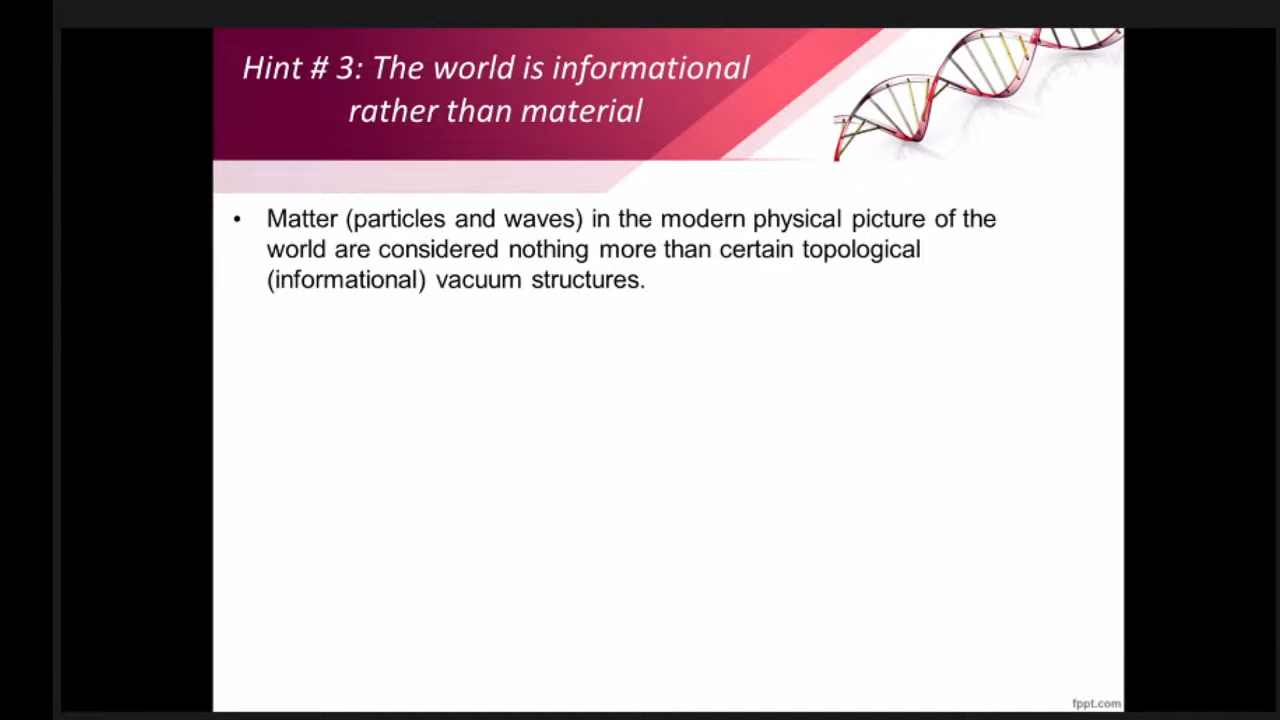 Hint # 3: The world is informational
rather than material
• Matter (particles and waves) in the modern physical picture of the
world are considered nothing more than certain topological
(informational) vacuum structures.
fppt.com